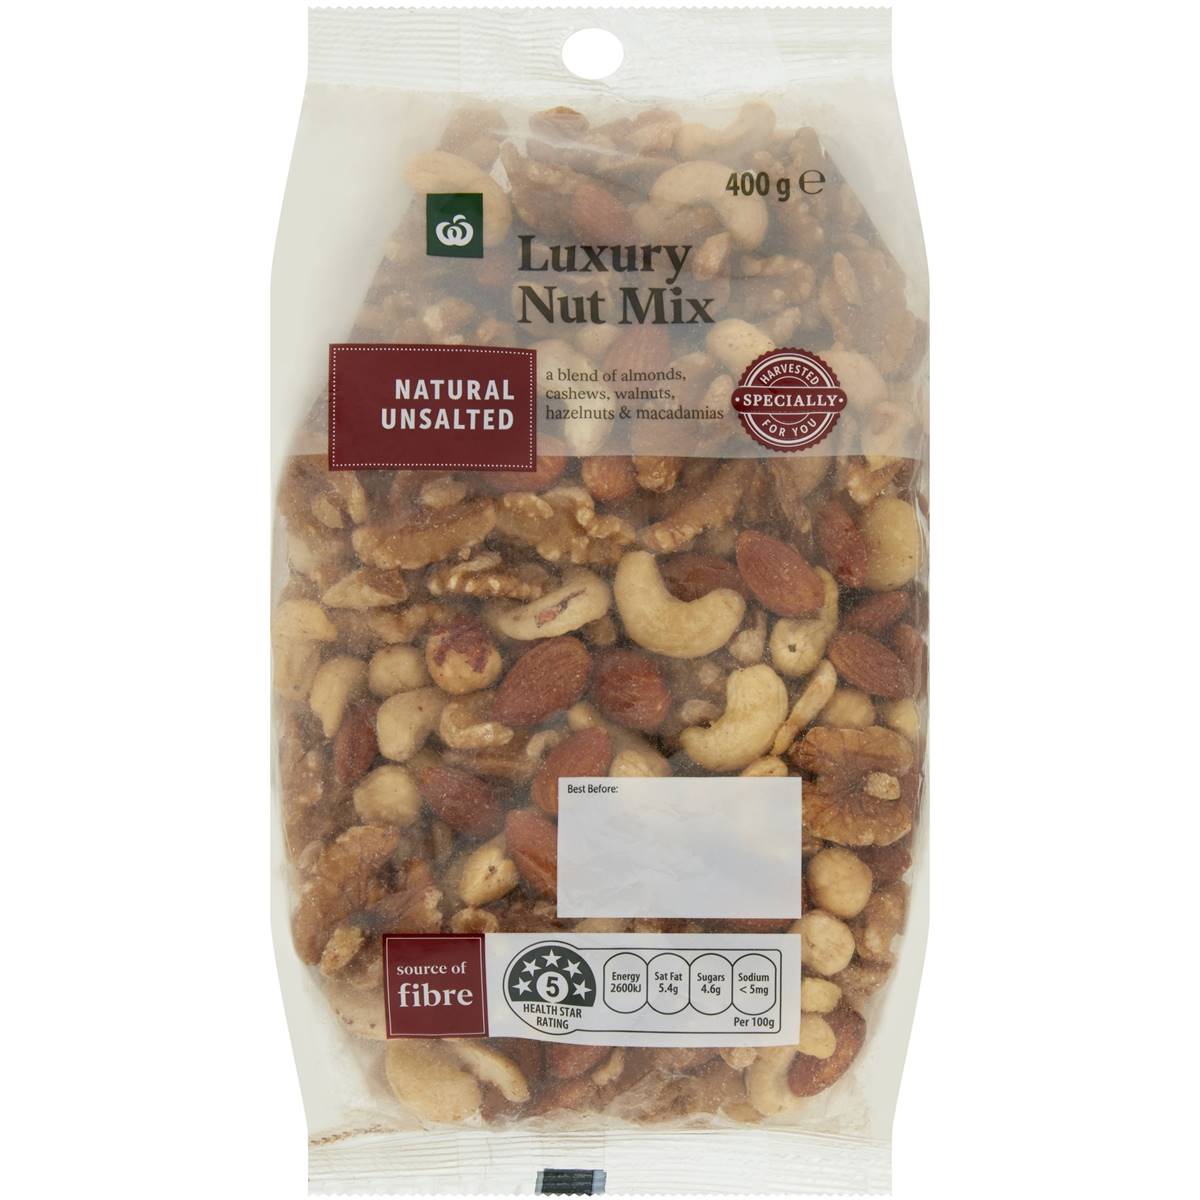 400 g ℮
Luxury
Nut Mix
NATURAL
UNSALTED
a blend of almonds,
cashews, walnuts,
hazelnuts & macadamias
HARVESTED
SPECIALLY
FOR YOU
Best Before:
source of
fibre
5
HEALTH STAR
RATING
Energy
2600kJ
Sat Fat
5.4g
Sugars
4.6g
Sodium
< 5mg
Per 100g